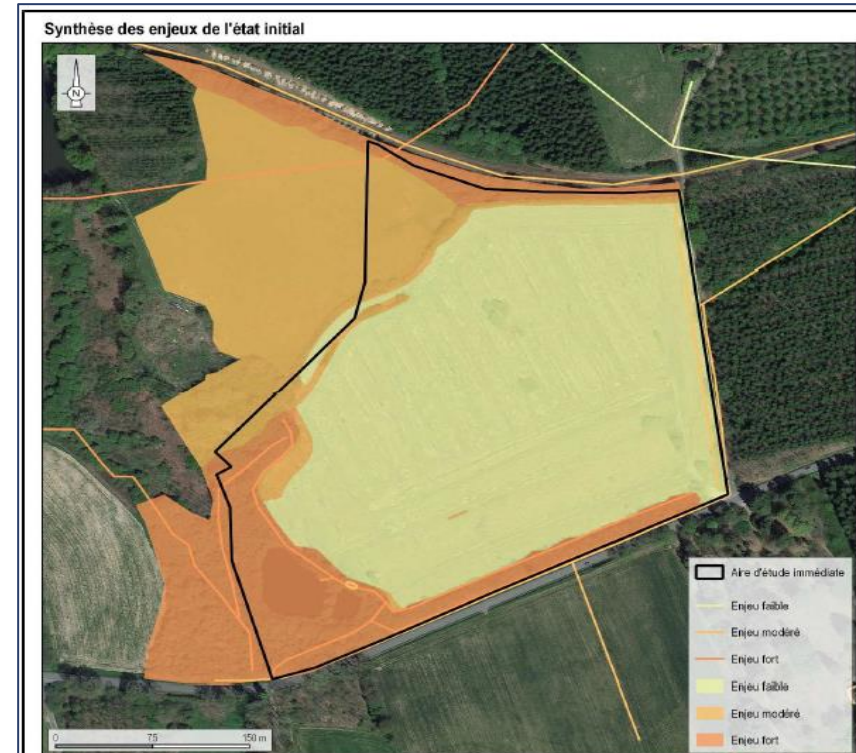 Synthèse des enjeux de l'état initial
N
Aire d'étude immédiate
Enjeu faible
Enjeu modéré
Enjeu fort
Enjeu faible
Enjeu modéré
Enjeu fort
0 75 150 m